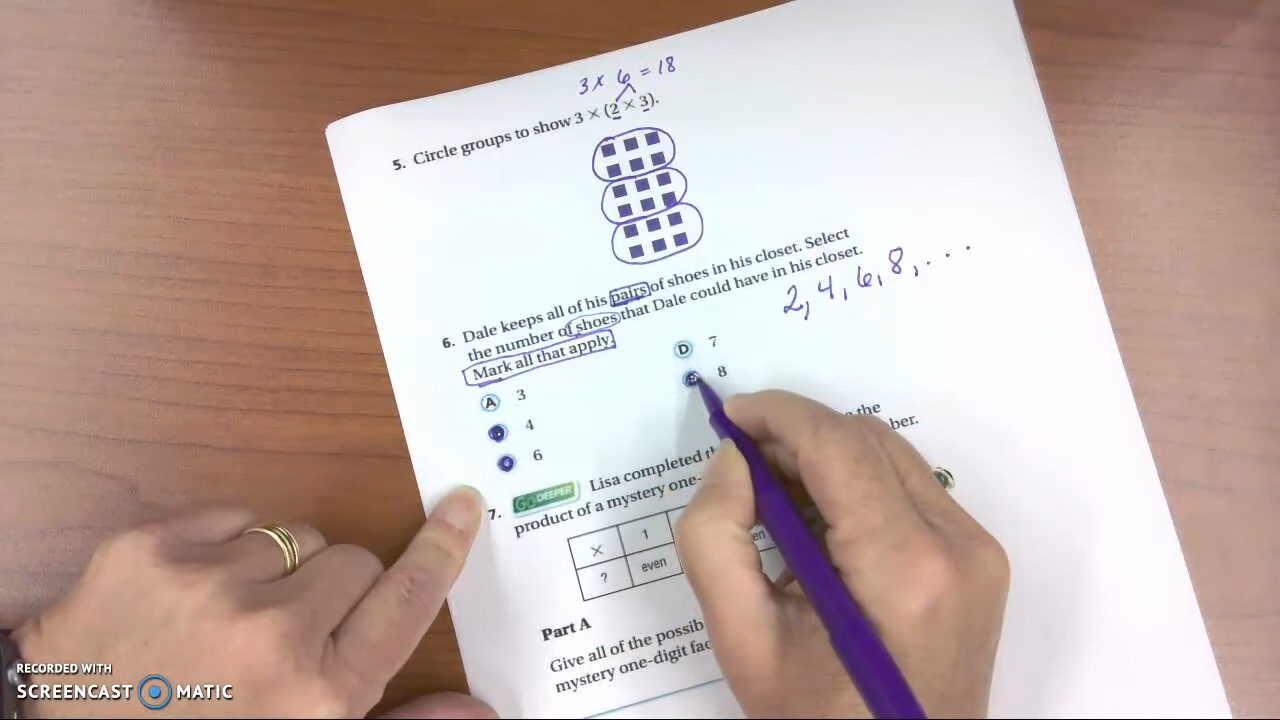 3 × 6 = 18
5. Circle groups to show 3 × (2 × 3).
6. Dale keeps all of his pairs of shoes in his closet. Select
the number of shoes that Dale could have in his closet.
Mark all that apply.
2, 4, 6, 8, . . .
A 3
4
6
D 7
8
7. Go DEEPER Lisa completed the
product of a mystery one- ber.
× 1
? even
Part A
Give all of the possib
mystery one-digit fac
RECORDED WITH
SCREENCAST MATIC